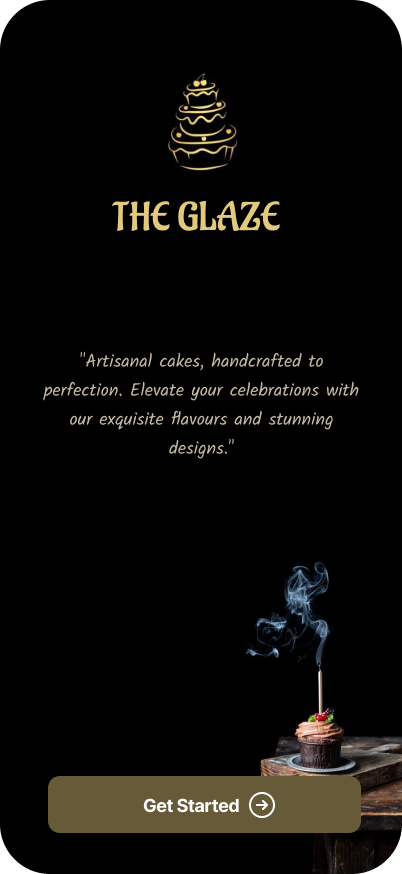 THE GLAZE
"Artisanal cakes, handcrafted to
perfection. Elevate your celebrations with
our exquisite flavours and stunning
designs."
Get Started